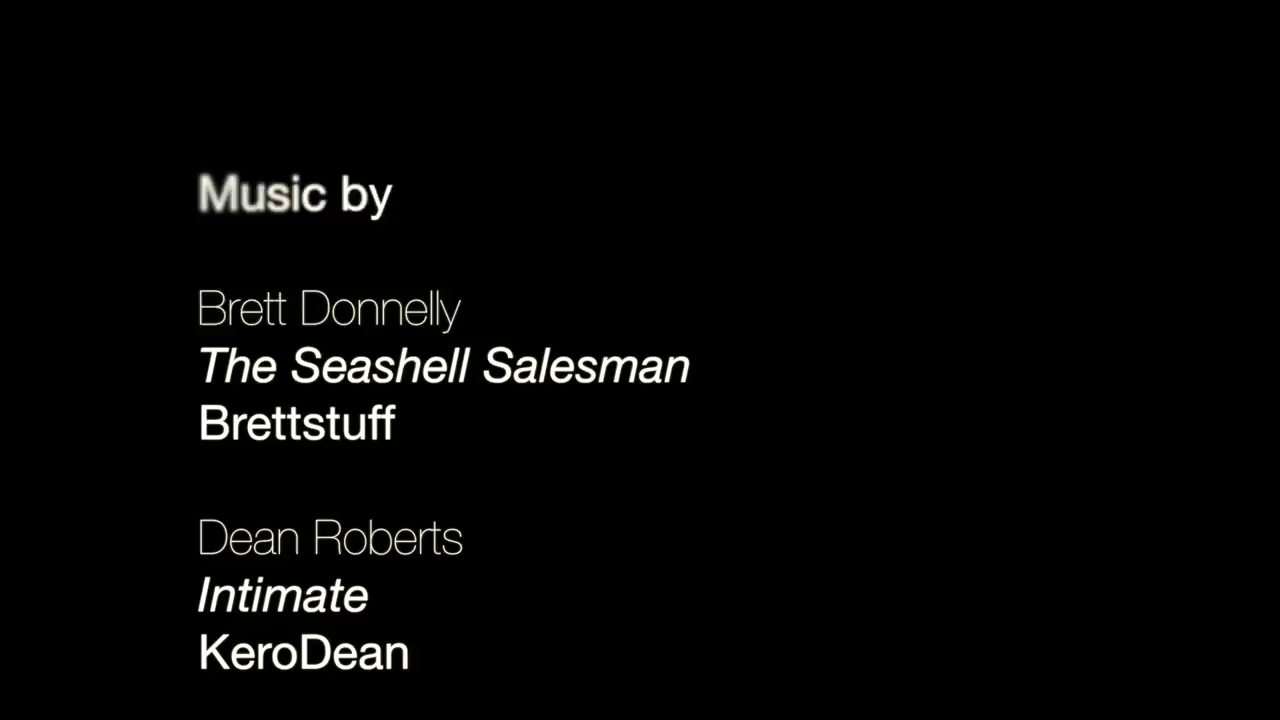 Music by
Brett Donnelly
The Seashell Salesman
Brettstuff
Dean Roberts
Intimate
KeroDean